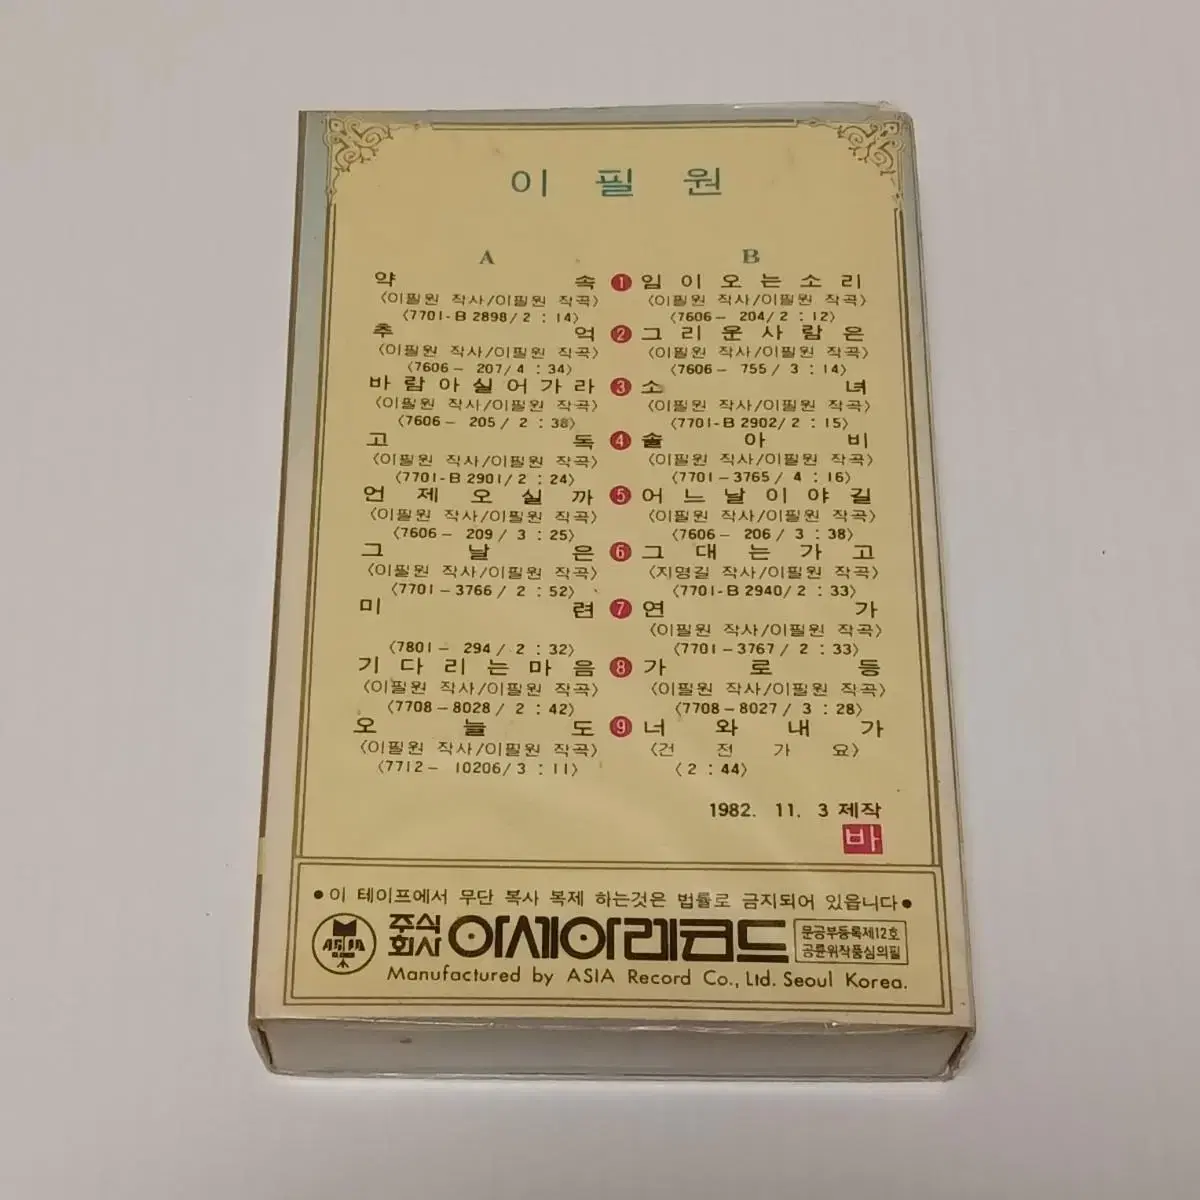 이 필 원
A
약 속
〈이필원 작사/이필원 작곡〉
〈7701-B 2898/ 2 : 14〉
추 억
〈이필원 작사/이필원 작곡〉
〈7606- 207/ 4 : 34〉
바람아실어가라
〈이필원 작사/이필원 작곡〉
〈7606- 205/ 2 : 38〉
고 독
〈이필원 작사/이필원 작곡〉
〈7701-B 2901/ 2 : 24〉
언제오실까
〈이필원 작사/이필원 작곡〉
〈7606- 209/ 3 : 25〉
그 날 은
〈이필원 작사/이필원 작곡〉
〈7701-3766/ 2 : 52〉
미 련
〈7801- 294/ 2 : 32〉
기다리는마음
〈이필원 작사/이필원 작곡〉
〈7708-8028/ 2 : 42〉
오 늘 도
〈이필원 작사/이필원 작곡〉
〈7712- 10206/ 3 : 11〉
1
2
3
4
5
6
7
8
9
B
임이오는소리
〈이필원 작사/이필원 작곡〉
〈7606- 204/ 2 : 12〉
그리운사람은
〈이필원 작사/이필원 작곡〉
〈7606- 755/ 3 : 14〉
소 녀
〈이필원 작사/이필원 작곡〉
〈7701-B 2902/ 2 : 15〉
솔 아 비
〈이필원 작사/이필원 작곡〉
〈7701-3765/ 4 : 16〉
어느날이야길
〈이필원 작사/이필원 작곡〉
〈7606- 206/ 3 : 38〉
그대는가고
〈지명길 작사/이필원 작곡〉
〈7701-B 2940/ 2 : 33〉
연 가
〈이필원 작사/이필원 작곡〉
〈7701-3767/ 2 : 33〉
가 로 등
〈이필원 작사/이필원 작곡〉
〈7708-8027/ 3 : 28〉
너와내가
〈건 전 가 요〉
〈2 : 44〉
1982. 11. 3 제작
바
●이 테이프에서 무단 복사 복제 하는것은 법률로 금지되어 있읍니다●
ASIA
주식회사 아세아레코드
문공부등록제12호
공륜위작품심의필
Manufactured by ASIA Record Co., Ltd. Seoul Korea.